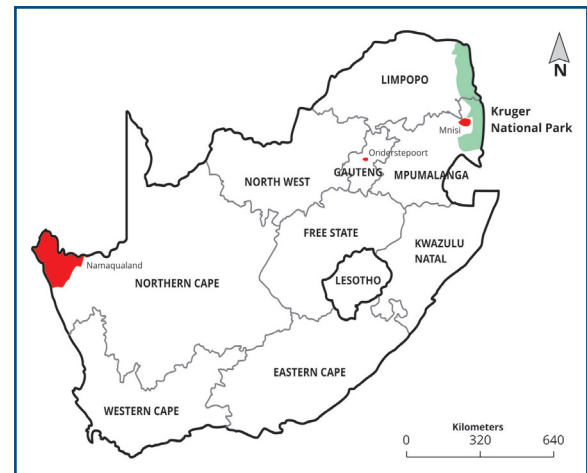 LIMPOPO
N
Kruger
National Park
Mnisi
Onderstepoort
GAUTENG
MPUMALANGA
NORTH WEST
FREE STATE
KWAZULU
NATAL
LESOTHO
Namaqualand
NORTHERN CAPE
EASTERN CAPE
WESTERN CAPE
Kilometers
0 320 640